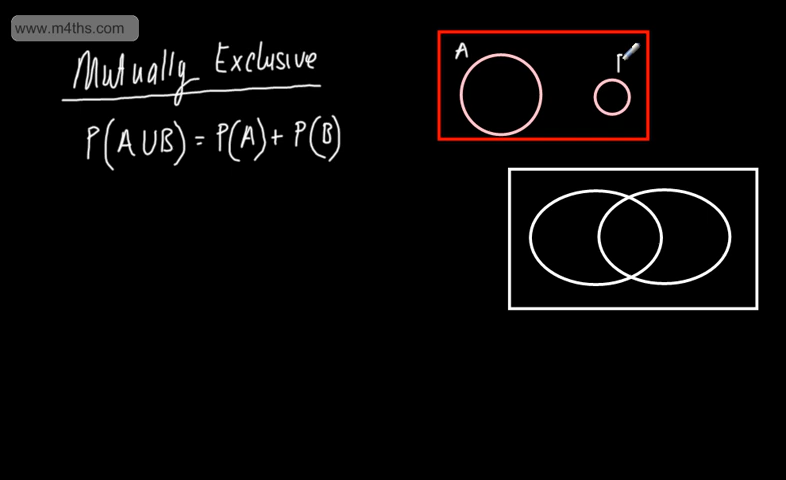 www.m4ths.com
Mutually Exclusive
P(A∪B) = P(A) + P(B)
A